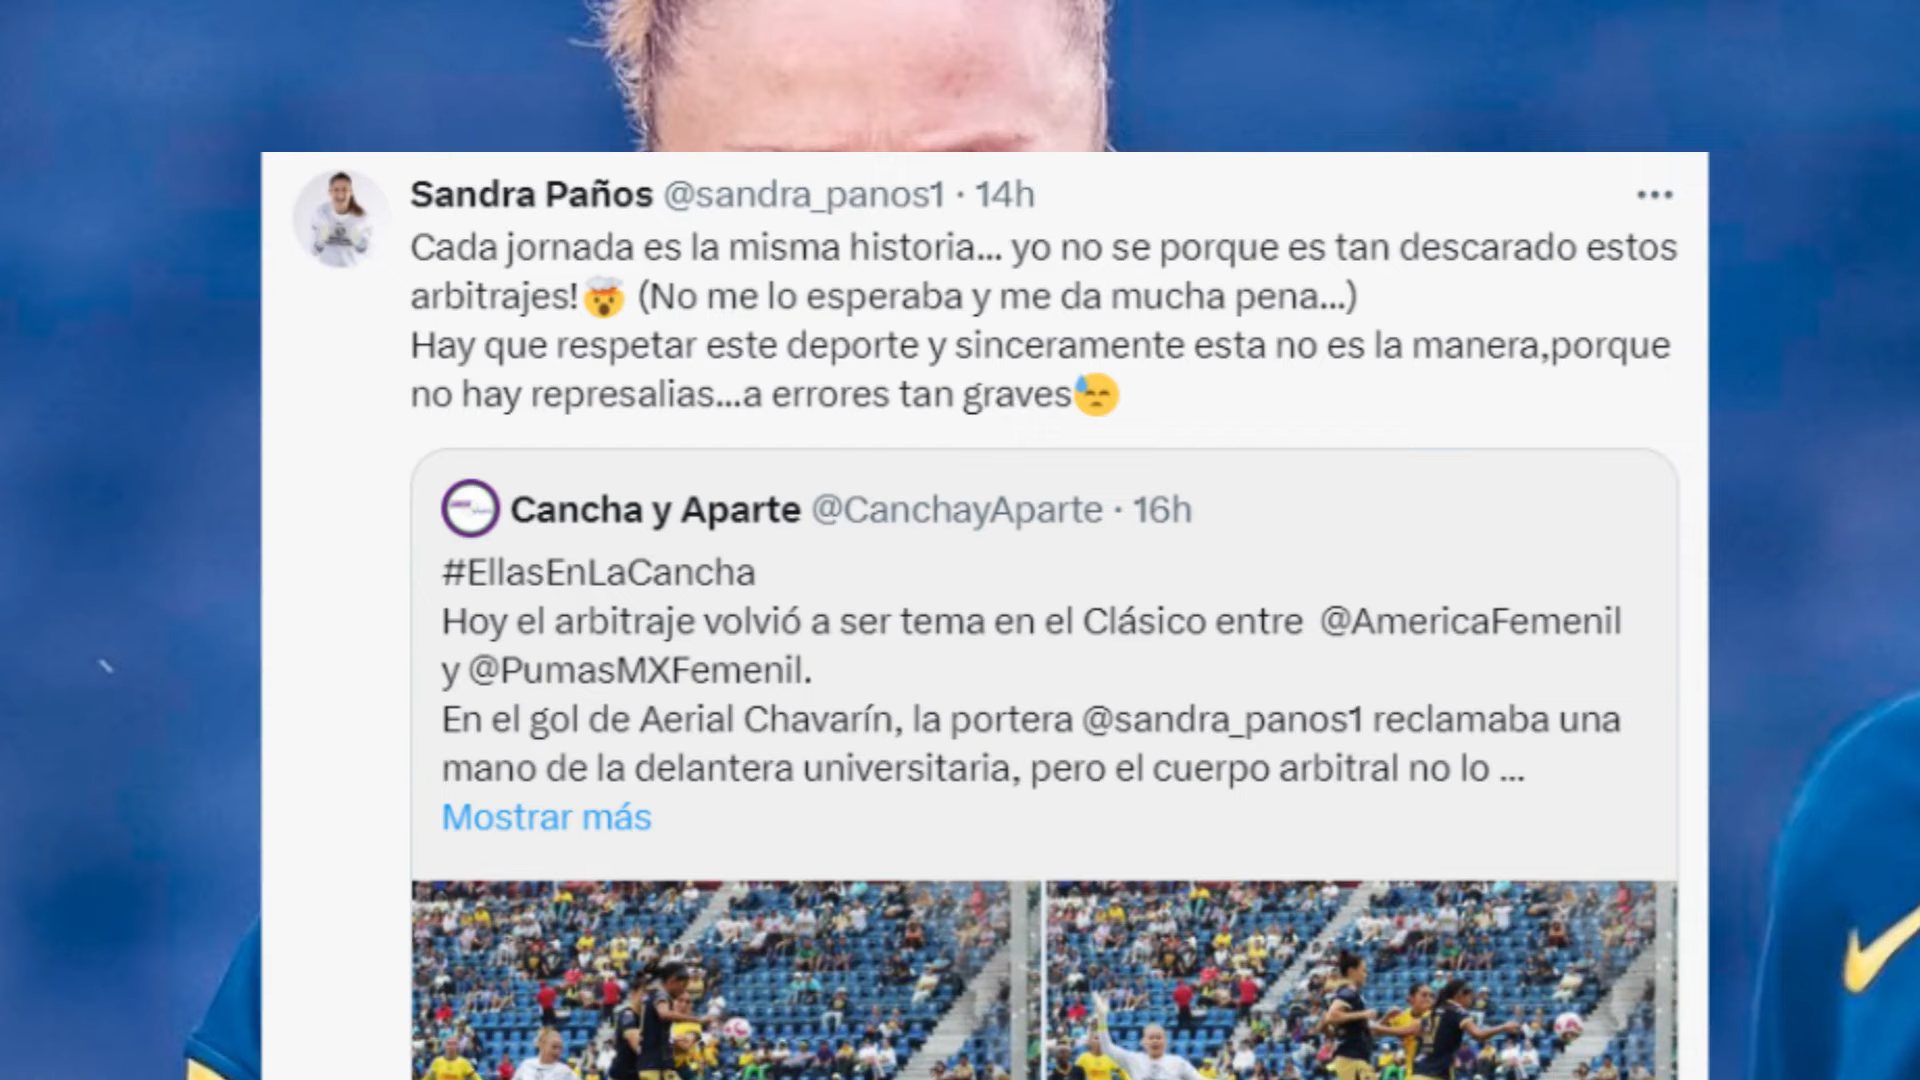 Sandra Paños @sandra_panos1 · 14h
Cada jornada es la misma historia... yo no se porque es tan descarado estos
arbitrajes!🤯 (No me lo esperaba y me da mucha pena...)
Hay que respetar este deporte y sinceramente esta no es la manera,porque
no hay represalias...a errores tan graves😓
Cancha y Aparte @CanchayAparte · 16h
#EllasEnLaCancha
Hoy el arbitraje volvió a ser tema en el Clásico entre @AmericaFemenil
y @PumasMXFemenil.
En el gol de Aerial Chavarín, la portera @sandra_panos1 reclamaba una
mano de la delantera universitaria, pero el cuerpo arbitral no lo ...
Mostrar más